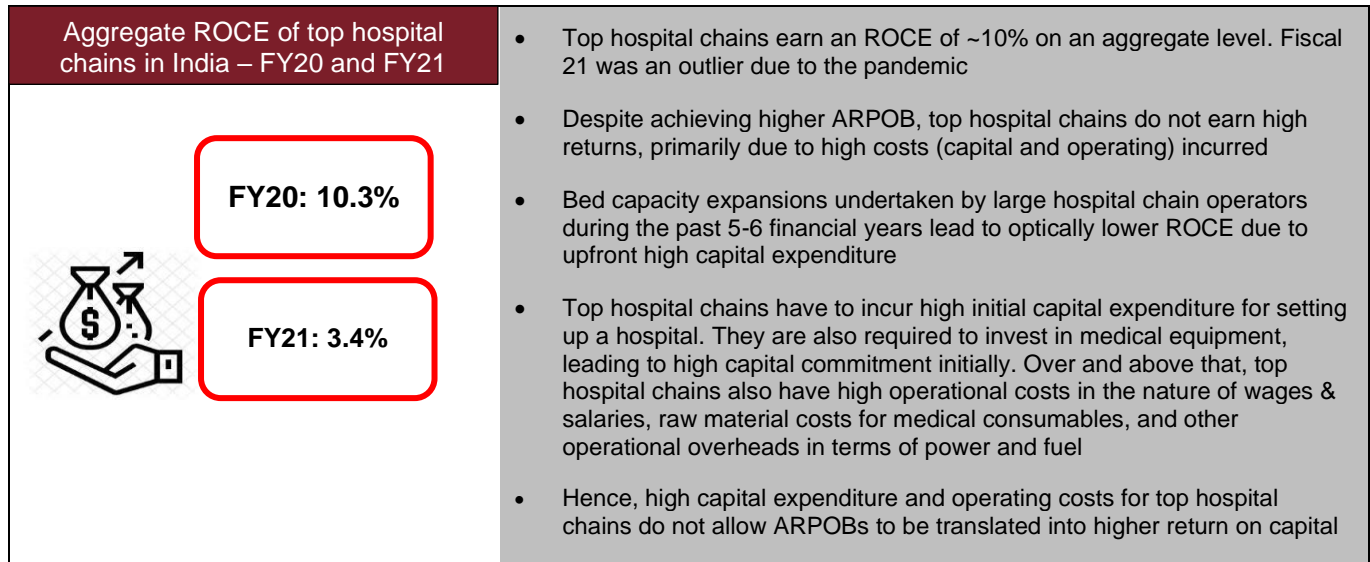 Aggregate ROCE of top hospital
chains in India – FY20 and FY21
FY20: 10.3%
$
FY21: 3.4%
• Top hospital chains earn an ROCE of ~10% on an aggregate level. Fiscal
21 was an outlier due to the pandemic
• Despite achieving higher ARPOB, top hospital chains do not earn high
returns, primarily due to high costs (capital and operating) incurred
• Bed capacity expansions undertaken by large hospital chain operators
during the past 5-6 financial years lead to optically lower ROCE due to
upfront high capital expenditure
• Top hospital chains have to incur high initial capital expenditure for setting
up a hospital. They are also required to invest in medical equipment,
leading to high capital commitment initially. Over and above that, top
hospital chains also have high operational costs in the nature of wages &
salaries, raw material costs for medical consumables, and other
operational overheads in terms of power and fuel
• Hence, high capital expenditure and operating costs for top hospital
chains do not allow ARPOBs to be translated into higher return on capital